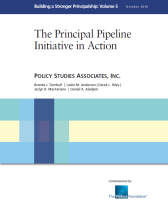 Building a Stronger Principalship: Volume 5
October 2016
The Principal Pipeline
Initiative in Action
POLICY STUDIES ASSOCIATES, INC.
Brenda J. Turnbull | Leslie M. Anderson | Derek L. Riley |
Jaclyn R. MacFarlane | Daniel K. Aladjem
Commissioned by
The Wallace Foundation